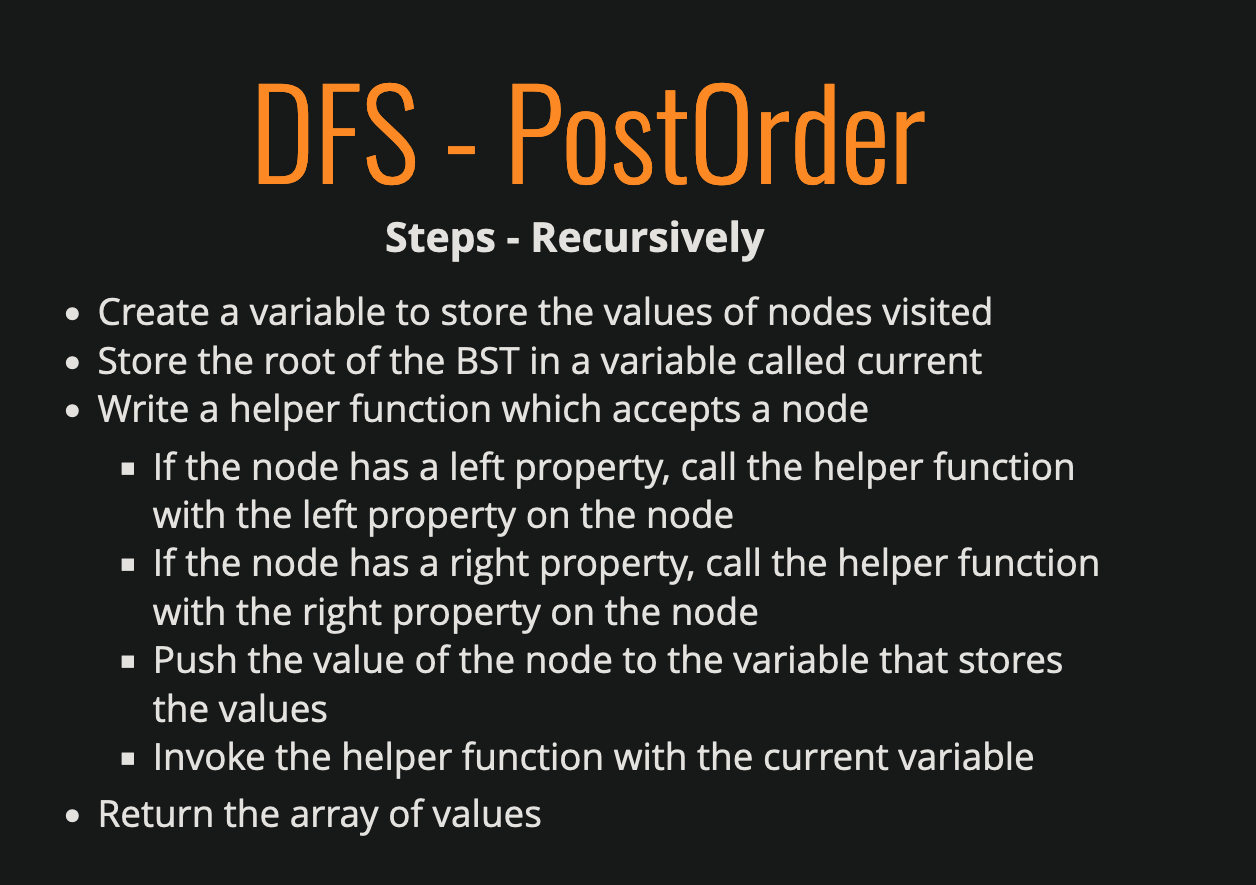 DFS - PostOrder
Steps - Recursively
• Create a variable to store the values of nodes visited
• Store the root of the BST in a variable called current
• Write a helper function which accepts a node
▪ If the node has a left property, call the helper function
with the left property on the node
▪ If the node has a right property, call the helper function
with the right property on the node
▪ Push the value of the node to the variable that stores
the values
▪ Invoke the helper function with the current variable
• Return the array of values